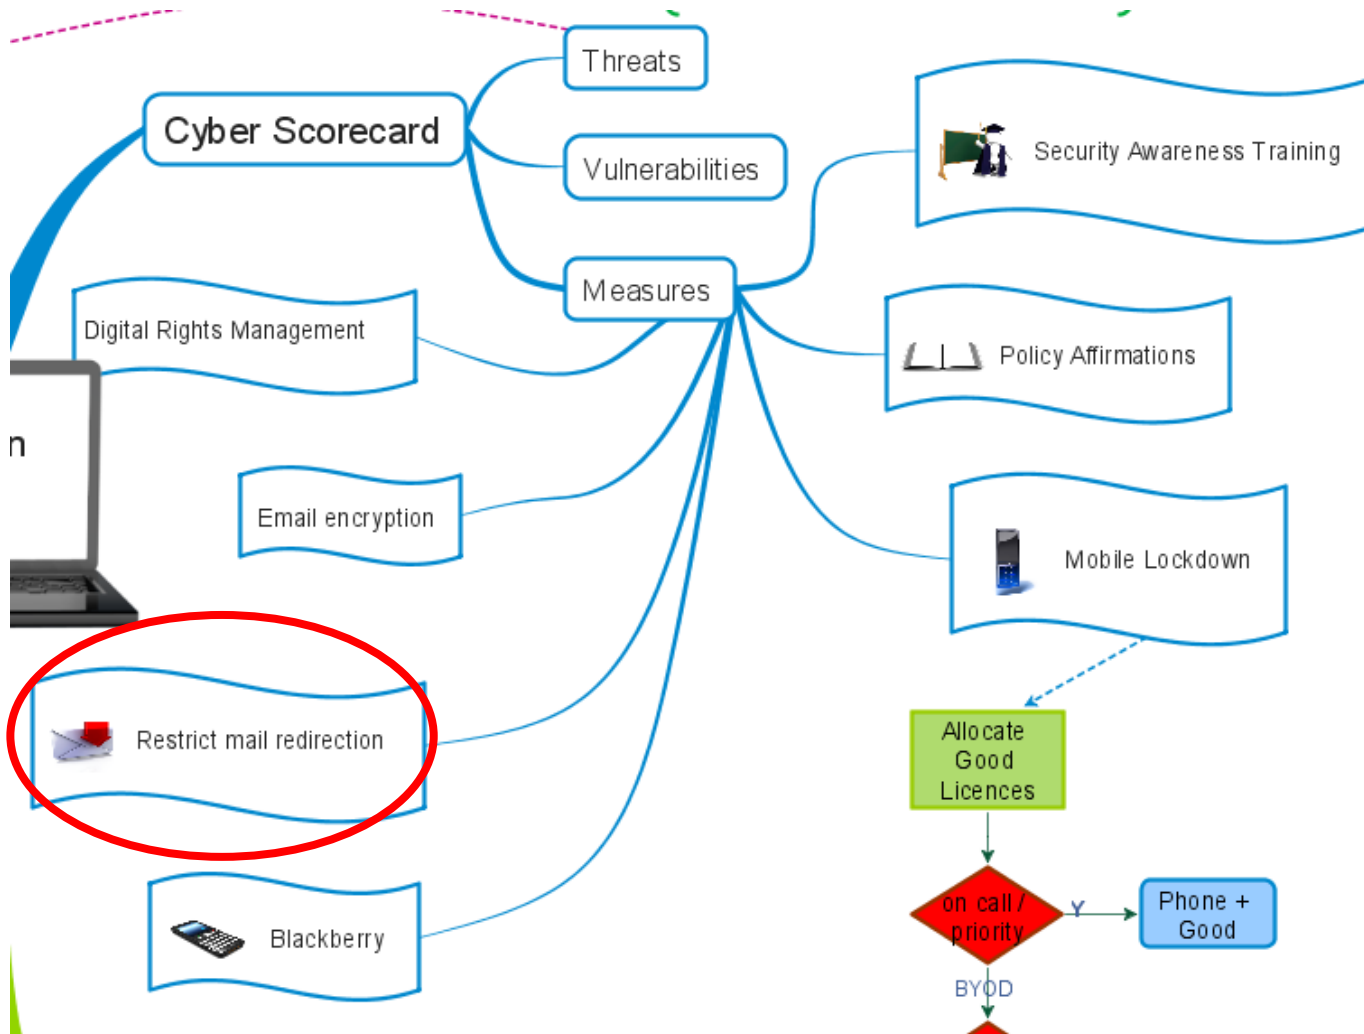 Threats
Cyber Scorecard
Vulnerabilities
Security Awareness Training
Measures
Digital Rights Management
Policy Affirmations
n
Email encryption
Mobile Lockdown
Restrict mail redirection
Allocate
Good
Licences
on call /
priority
Y
Phone +
Good
Blackberry
BYOD